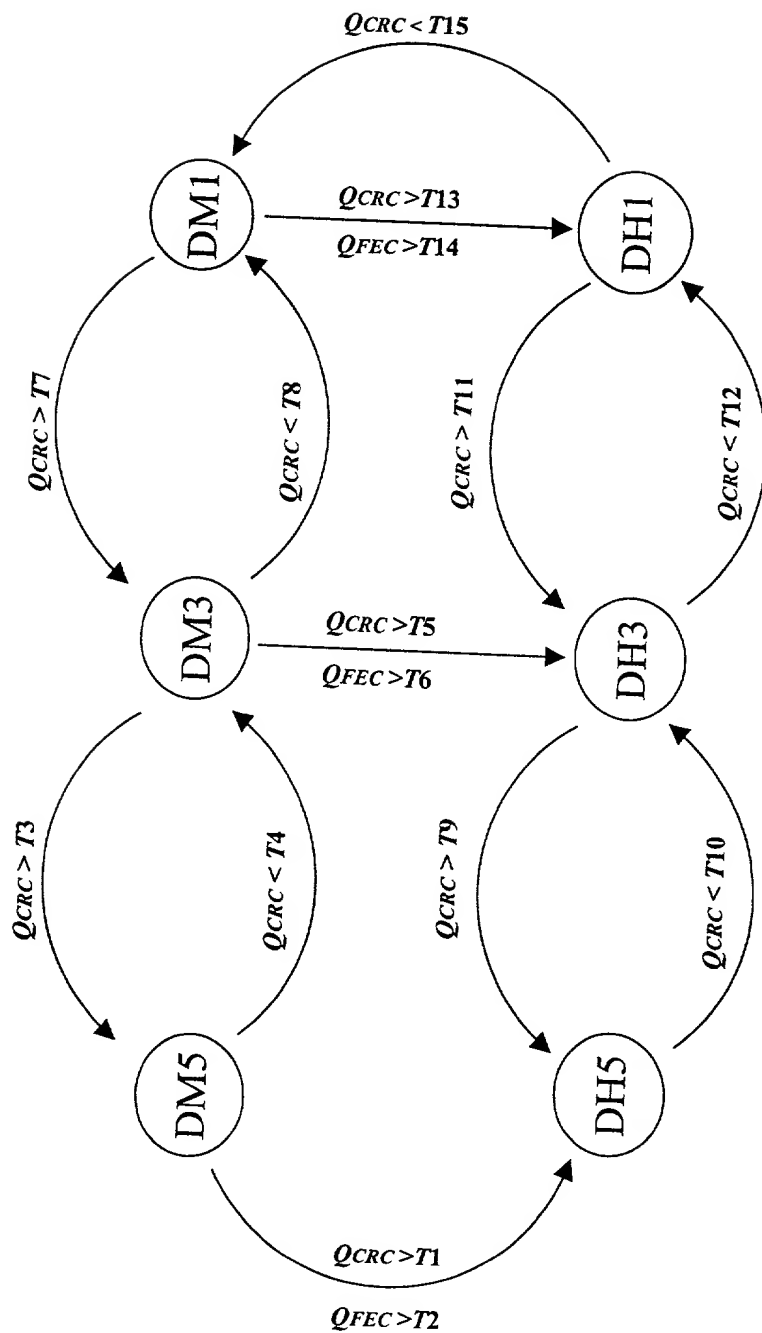 QCRC < T15
DM1
QCRC >T13
QFEC >T14
DH1
QCRC > T7
QCRC < T8
QCRC > T11
QCRC < T12
DM3
QCRC >T5
QFEC >T6
DH3
QCRC > T3
QCRC < T4
QCRC > T9
QCRC < T10
DM5
DH5
QCRC >T1
QFEC >T2